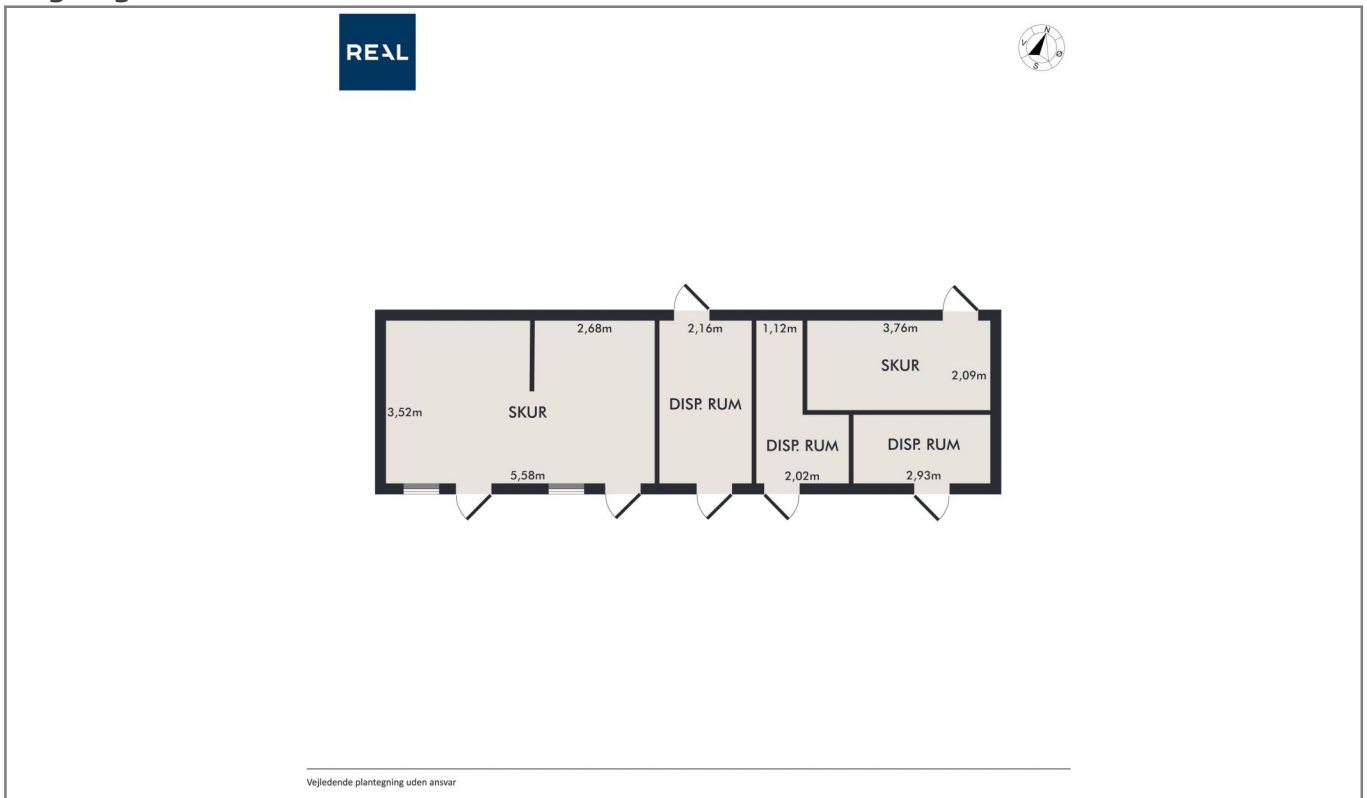 REAL
N
V
Ø
S
2,68m
2,16m
1,12m
3,76m
SKUR
2,09m
3,52m
SKUR
DISP. RUM
DISP. RUM
DISP. RUM
5,58m
2,02m
2,93m
Vejledende plantegning uden ansvar